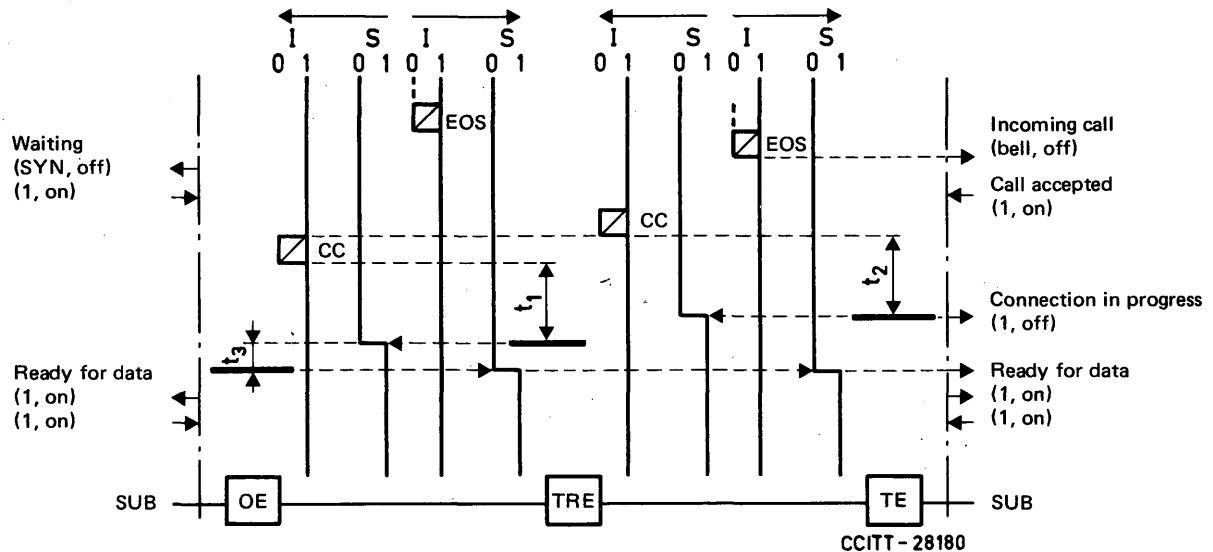 I S I S I S I S
0 1 0 1 0 1 0 1 0 1 0 1 0 1 0 1
EOS
Waiting
(SYN, off)
(1, on)
EOS
Incoming call
(bell, off)
Call accepted
(1, on)
CC
CC
t1
t2
Connection in progress
(1, off)
t3
Ready for data
(1, on)
(1, on)
Ready for data
(1, on)
(1, on)
SUB OE TRE TE SUB
CCITT – 28180